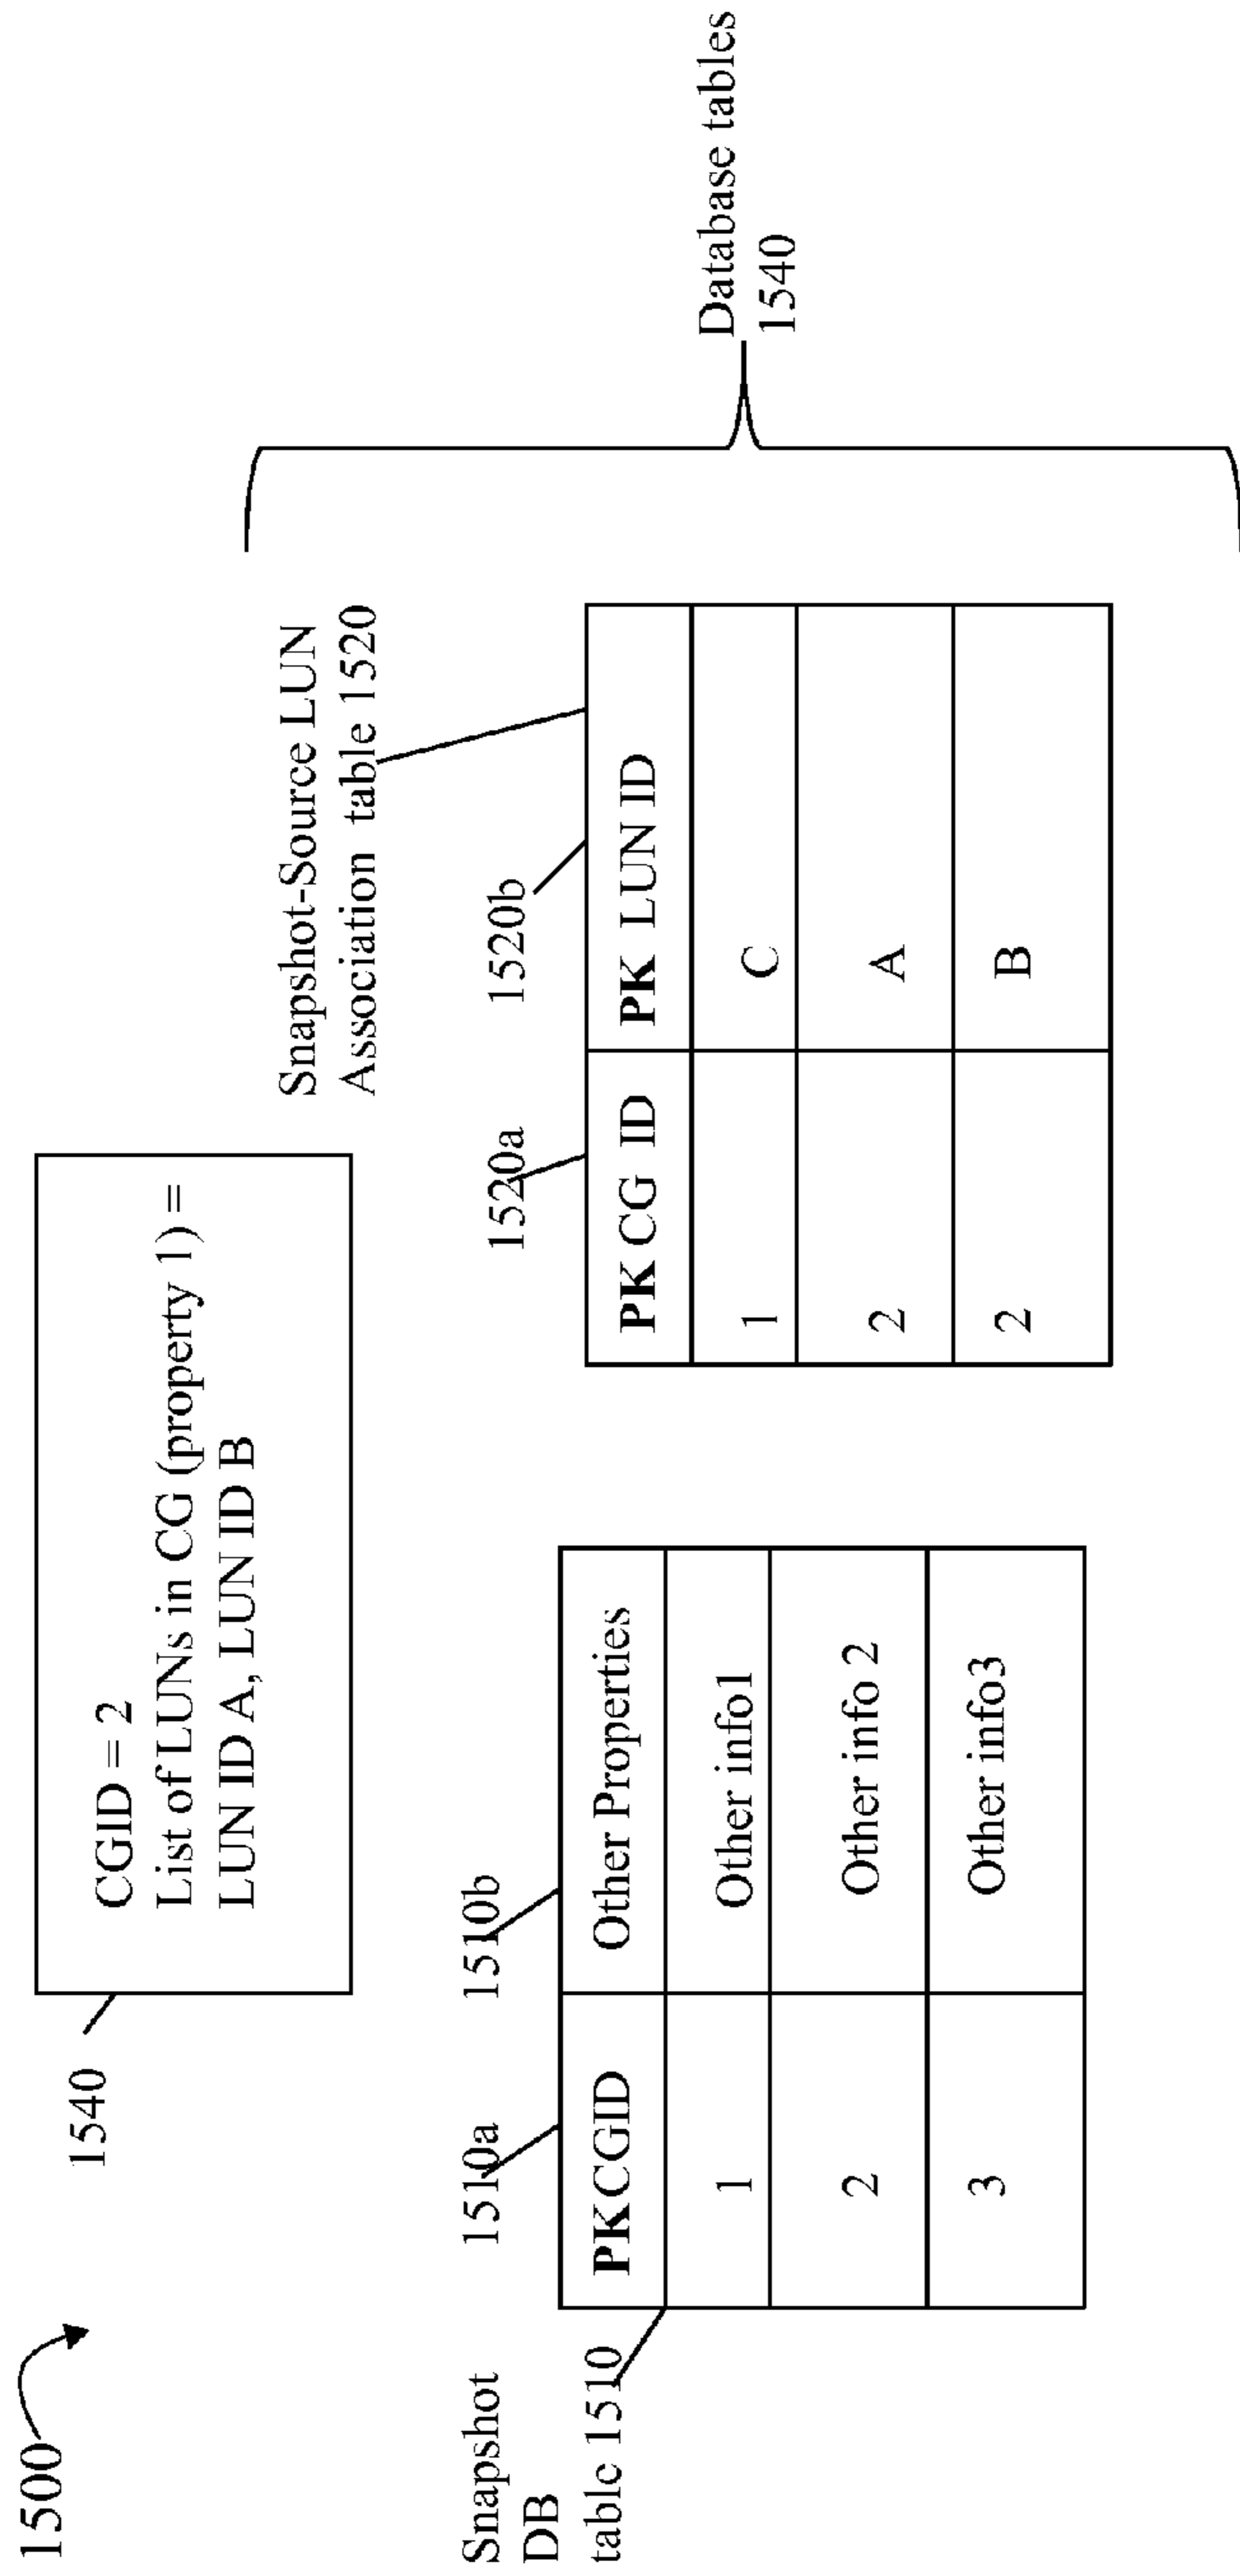 1500
1540
CGID = 2
List of LUNs in CG (property 1) =
LUN ID A, LUN ID B
Snapshot-Source LUN
Association table 1520
Snapshot
DB
table 1510
1510a
1510b
PKCGID Other Properties
1 Other info1
2 Other info 2
3 Other info3
1520a
1520b
PK CG ID PK LUN ID
1 C
2 A
2 B
Database tables
1540